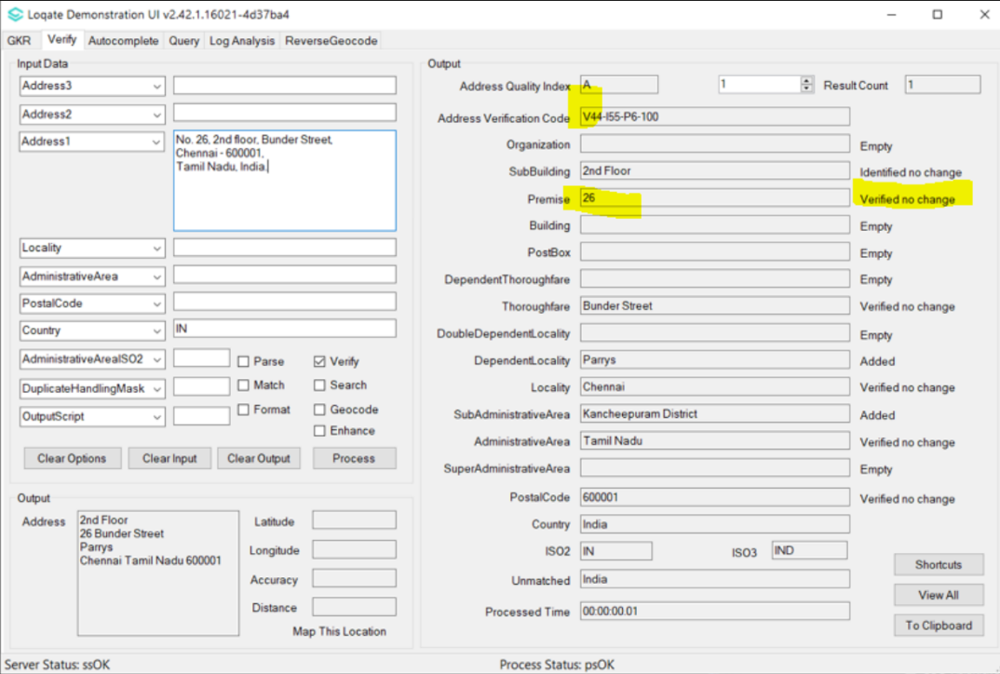 Loqate Demonstration UI v2.42.1.16021-4d37ba4
GKR Verify Autocomplete Query Log Analysis ReverseGeocode
Input Data
Address3
Address2
Address1
No. 26, 2nd floor, Bunder Street,
Chennai - 600001,
Tamil Nadu, India.
Locality
AdministrativeArea
PostalCode
Country IN
AdministrativeAreaISO2 Parse Verify
DuplicateHandlingMask Match Search
OutputScript Format Geocode
Enhance
Clear Options Clear Input Clear Output Process
Output
Address
2nd Floor
26 Bunder Street
Parrys
Chennai Tamil Nadu 600001
Latitude
Longitude
Accuracy
Distance
Map This Location
Output
Address Quality Index A 1 Result Count 1
Address Verification Code V44-I55-P6-100
Organization Empty
SubBuilding 2nd Floor Identified no change
Premise 26 Verified no change
Building Empty
PostBox Empty
DependentThoroughfare Empty
Thoroughfare Bunder Street Verified no change
DoubleDependentLocality Empty
DependentLocality Parrys Added
Locality Chennai Verified no change
SubAdministrativeArea Kancheepuram District Added
AdministrativeArea Tamil Nadu Verified no change
SuperAdministrativeArea Empty
PostalCode 600001 Verified no change
Country India
ISO2 IN ISO3 IND
Unmatched India
Processed Time 00:00:00.01
Shortcuts
View All
To Clipboard
Server Status: ssOK Process Status: psOK